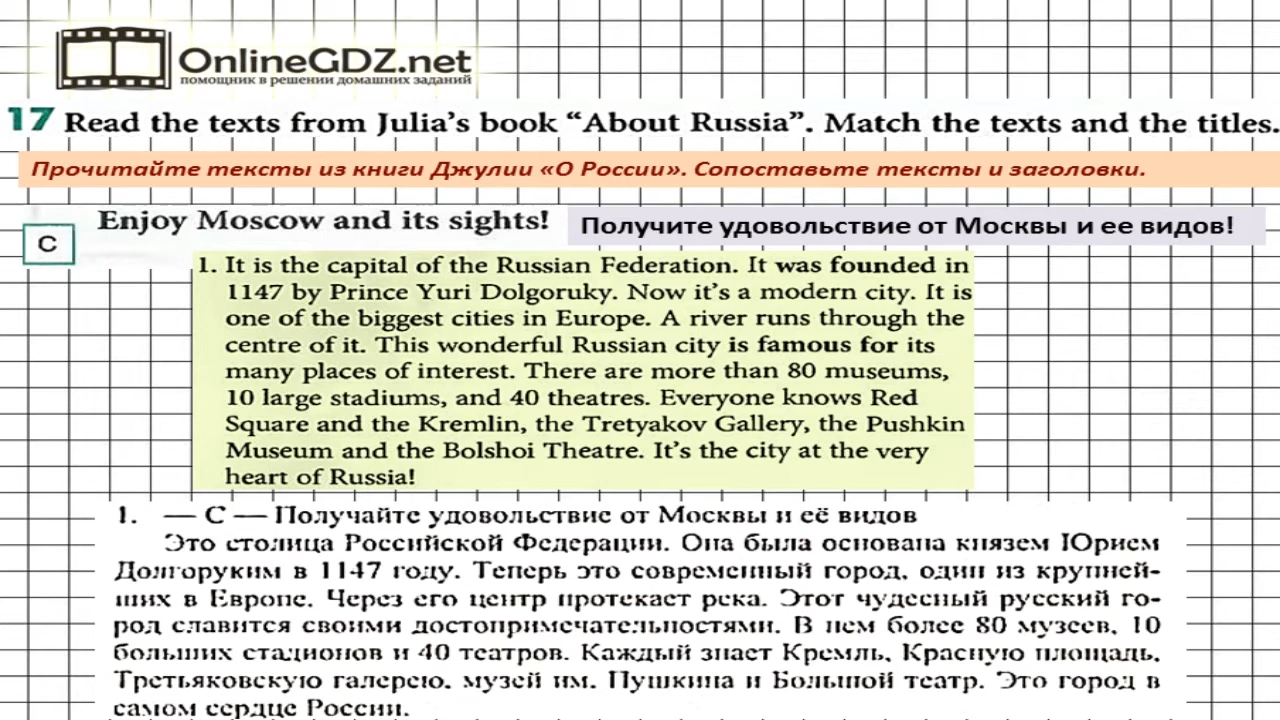 OnlineGDZ.net
помощник в решении домашних заданий
17 Read the texts from Julia's book “About Russia”. Match the texts and the titles.
Прочитайте тексты из книги Джулии «О России». Сопоставьте тексты и заголовки.
C
Enjoy Moscow and its sights!
Получите удовольствие от Москвы и ее видов!
1. It is the capital of the Russian Federation. It was founded in
1147 by Prince Yuri Dolgoruky. Now it's a modern city. It is
one of the biggest cities in Europe. A river runs through the
centre of it. This wonderful Russian city is famous for its
many places of interest. There are more than 80 museums,
10 large stadiums, and 40 theatres. Everyone knows Red
Square and the Kremlin, the Tretyakov Gallery, the Pushkin
Museum and the Bolshoi Theatre. It's the city at the very
heart of Russia!
1. — C — Получайте удовольствие от Москвы и её видов
Это столица Российской Федерации. Она была основана князем Юрием
Долгоруким в 1147 году. Теперь это современный город, один из крупней-
ших в Европе. Через его центр протекает река. Этот чудесный русский го-
род славится своими достопримечательностями. В нем более 80 музеев, 10
больших стадионов и 40 театров. Каждый знает Кремль, Красную площадь,
Третьяковскую галерею, музей им. Пушкина и Большой театр. Это город в
самом сердце России.